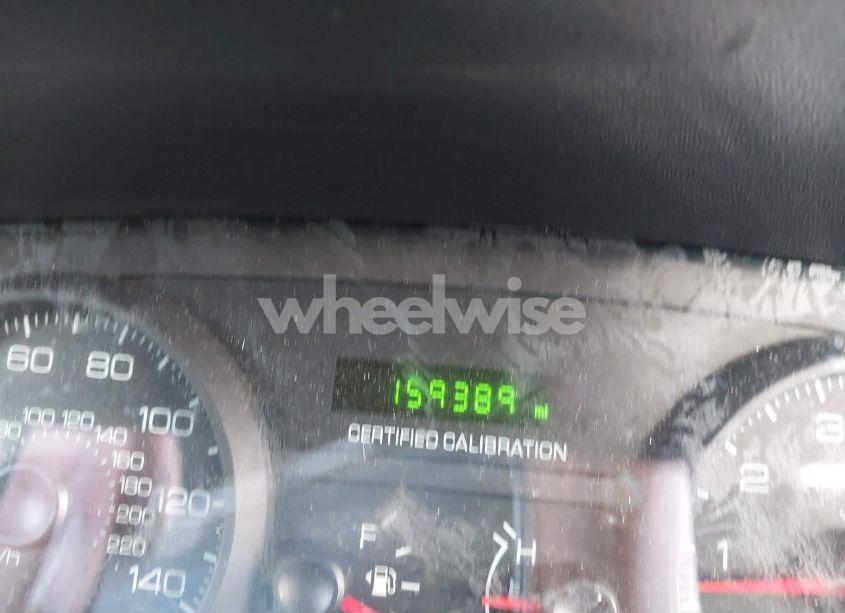 wheelwise
159389 mi
CERTIFIED CALIBRATION
60 80 100 120 140
100 120 140 160 180 200 220
F H
1 2 3